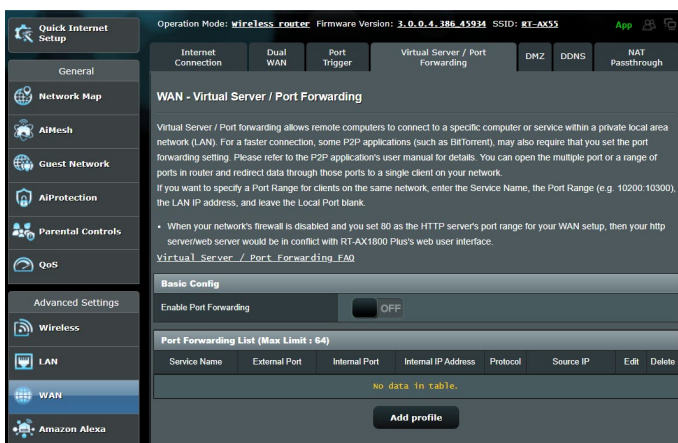 Quick Internet
Setup
General
Network Map
AiMesh
Guest Network
AiProtection
Parental Controls
QoS
Advanced Settings
Wireless
LAN
WAN
Amazon Alexa
Operation Mode: Wireless router Firmware Version: 3.0.0.4.386_45934 SSID: RT-AX55 App
Internet
Connection
Dual
WAN
Port
Trigger
Virtual Server / Port
Forwarding
DMZ
DDNS
NAT
Passthrough
WAN - Virtual Server / Port Forwarding
Virtual Server / Port forwarding allows remote computers to connect to a specific computer or service within a private local area
network (LAN). For a faster connection, some P2P applications (such as BitTorrent), may also require that you set the port
forwarding setting. Please refer to the P2P application's user manual for details. You can open the multiple port or a range of
ports in router and redirect data through those ports to a single client on your network.
If you want to specify a Port Range for clients on the same network, enter the Service Name, the Port Range (e.g. 10200:10300),
the LAN IP address, and leave the Local Port blank.
• When your network's firewall is disabled and you set 80 as the HTTP server's port range for your WAN setup, then your http
server/web server would be in conflict with RT-AX1800 Plus's web user interface.
Virtual Server / Port Forwarding FAQ
Basic Config
Enable Port Forwarding OFF
Port Forwarding List (Max Limit : 64)
Service Name External Port Internal Port Internal IP Address Protocol Source IP Edit Delete
No data in table.
Add profile